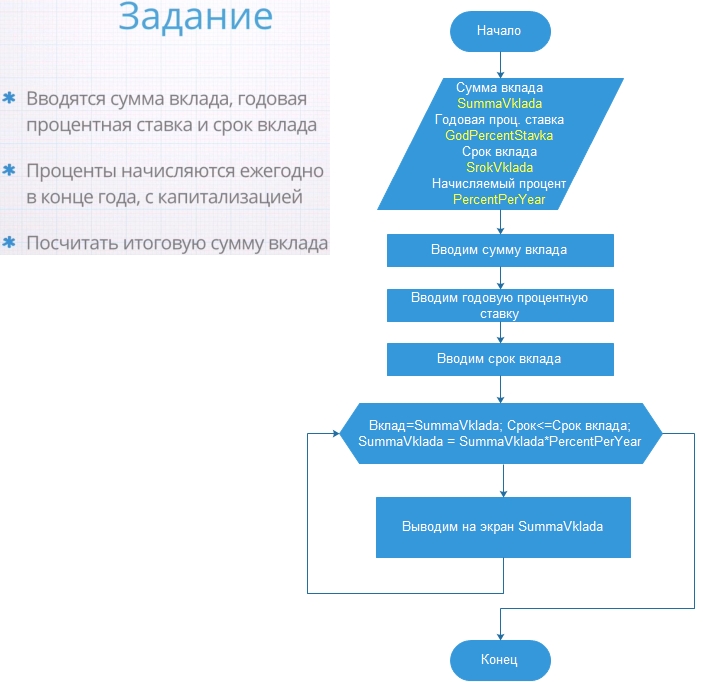 Задание
✱ Вводятся сумма вклада, годовая
процентная ставка и срок вклада
✱ Проценты начисляются ежегодно
в конце года, с капитализацией
✱ Посчитать итоговую сумму вклада
Начало
Сумма вклада
SummaVklada
Годовая проц. ставка
GodPercentStavka
Срок вклада
SrokVklada
Начисляемый процент
PercentPerYear
Вводим сумму вклада
Вводим годовую процентную
ставку
Вводим срок вклада
Вклад=SummaVklada; Срок<=Срок вклада;
SummaVklada = SummaVklada*PercentPerYear
Выводим на экран SummaVklada
Конец